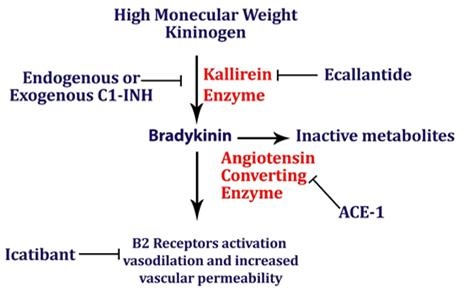 High Monecular Weight
Kininogen
Endogenous or
Exogenous C1-INH
Kallirein
Enzyme
Ecallantide
Bradykinin
Inactive metabolites
Angiotensin
Converting
Enzyme
ACE-1
Icatibant
B2 Receptors activation
vasodilation and increased
vascular permeability